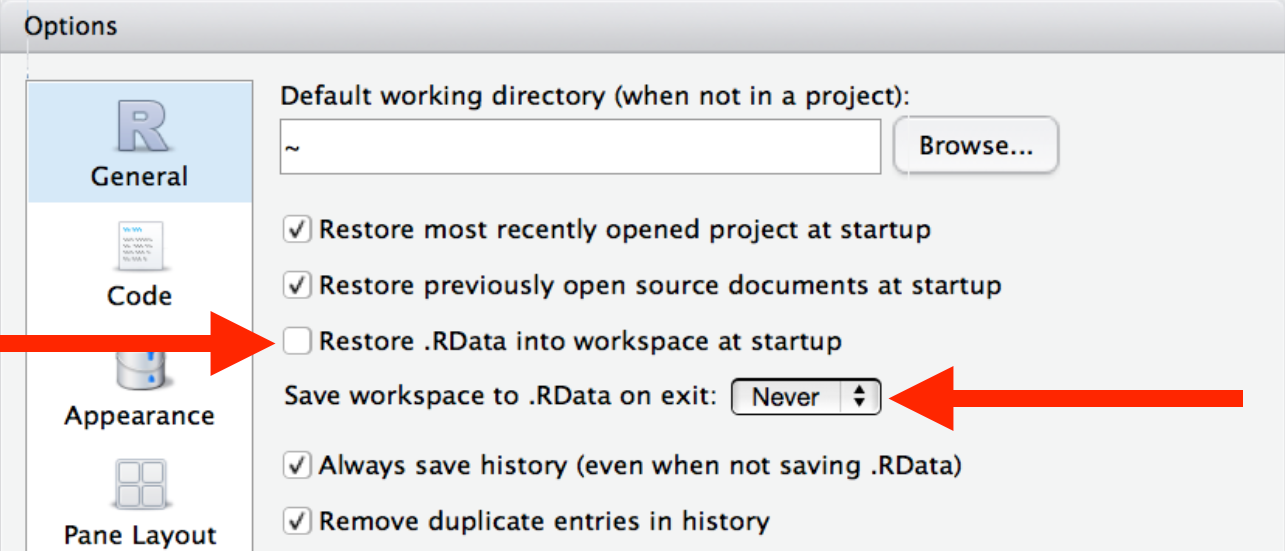 Options
General
Code
Appearance
Pane Layout
Default working directory (when not in a project):
~
Browse...
Restore most recently opened project at startup
Restore previously open source documents at startup
Restore .RData into workspace at startup
Save workspace to .RData on exit: Never
Always save history (even when not saving .RData)
Remove duplicate entries in history